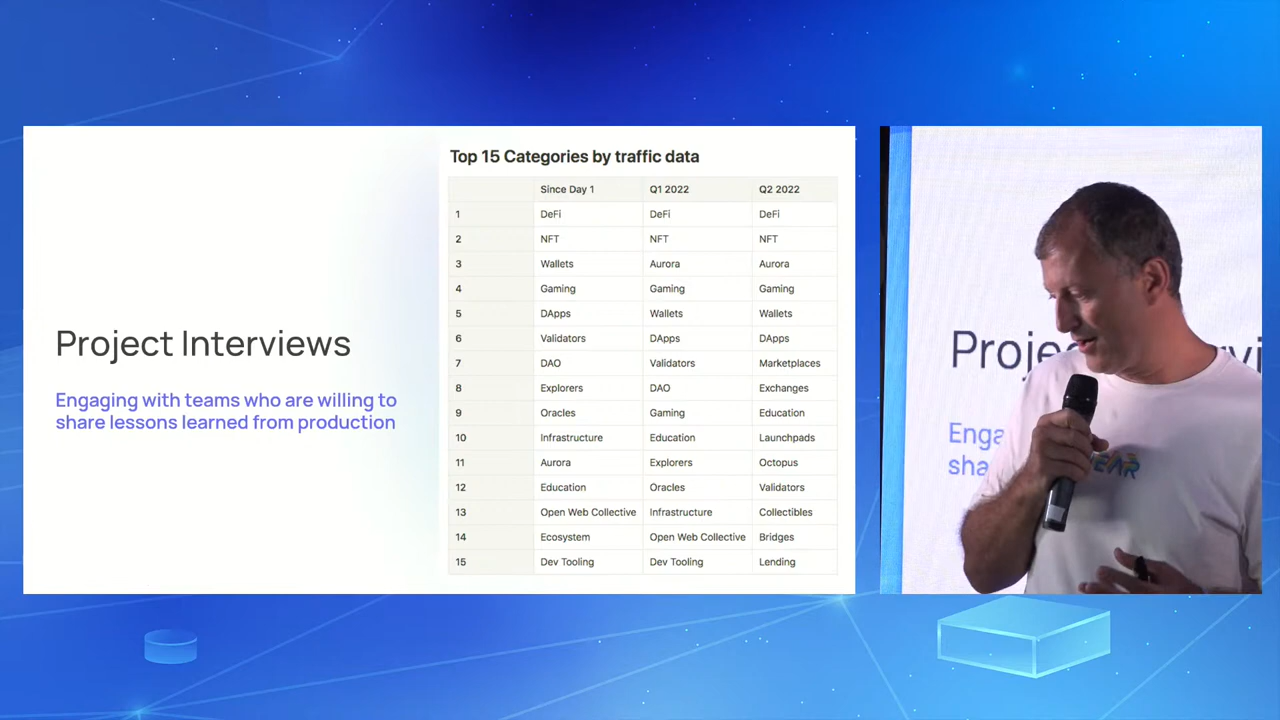 Project Interviews
Engaging with teams who are willing to
share lessons learned from production
Top 15 Categories by traffic data
Since Day 1 Q1 2022 Q2 2022
1 DeFi DeFi DeFi
2 NFT NFT NFT
3 Wallets Aurora Aurora
4 Gaming Gaming Gaming
5 DApps Wallets Wallets
6 Validators DApps DApps
7 DAO Validators Marketplaces
8 Explorers DAO Exchanges
9 Oracles Gaming Education
10 Infrastructure Education Launchpads
11 Aurora Explorers Octopus
12 Education Oracles Validators
13 Open Web Collective Infrastructure Collectibles
14 Ecosystem Open Web Collective Bridges
15 Dev Tooling Dev Tooling Lending